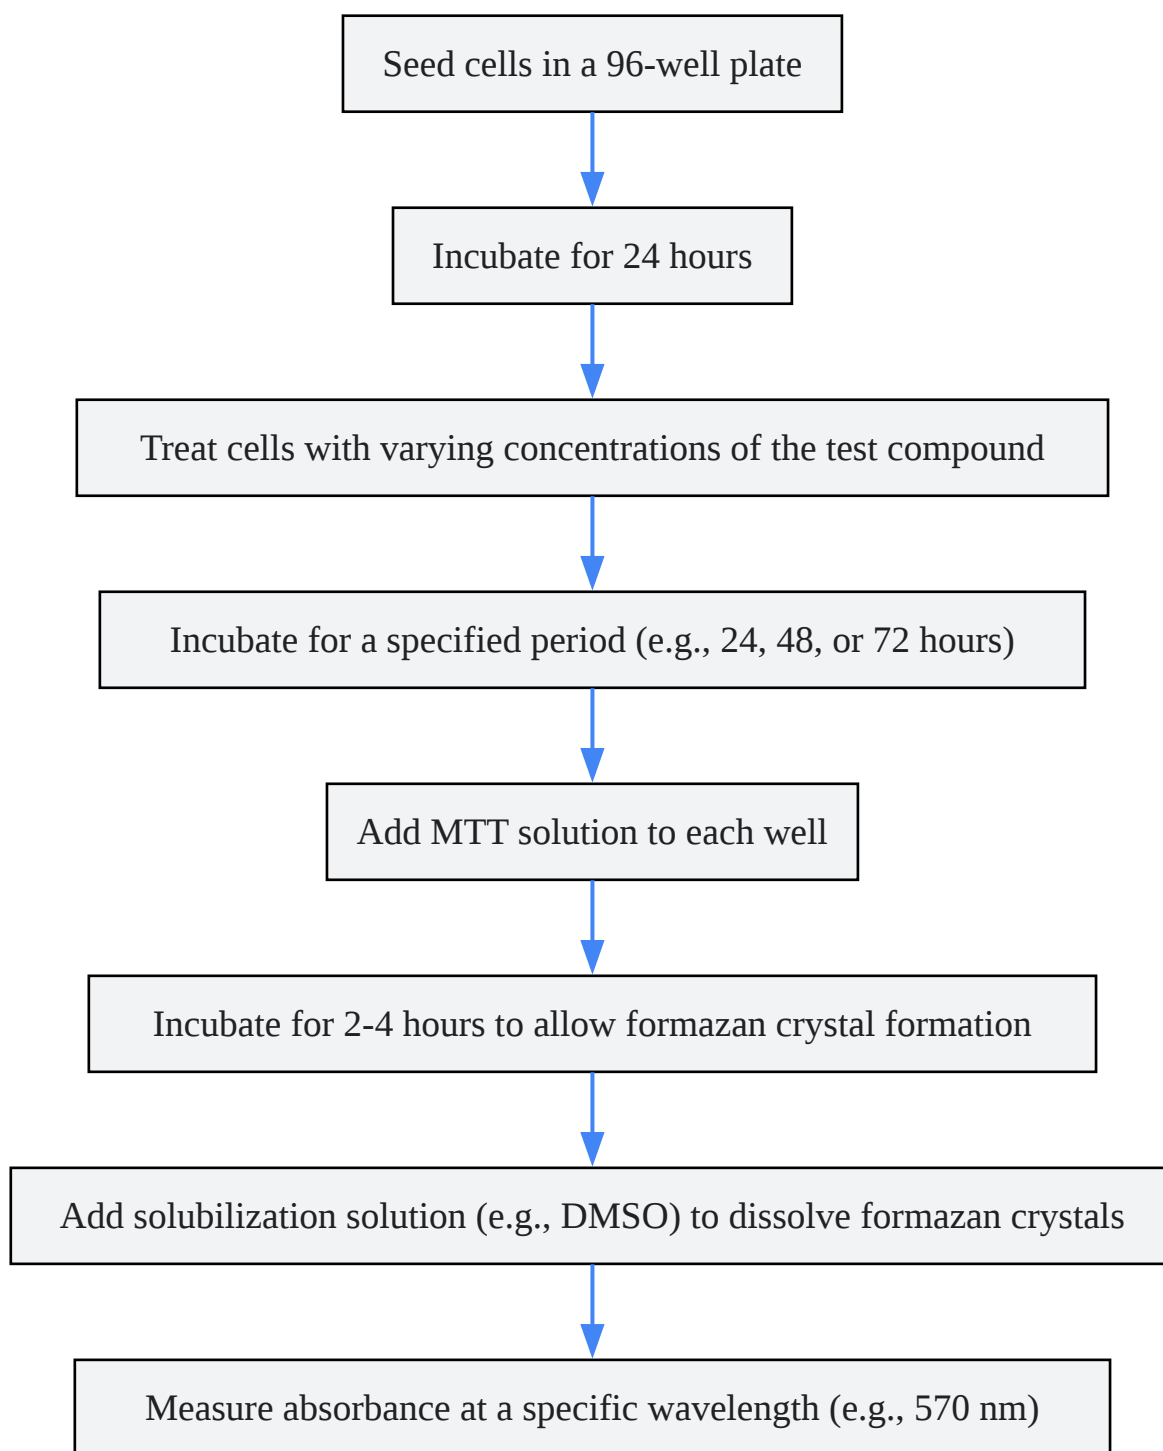 Seed cells in a 96-well plate
Incubate for 24 hours
Treat cells with varying concentrations of the test compound
Incubate for a specified period (e.g., 24, 48, or 72 hours)
Add MTT solution to each well
Incubate for 2-4 hours to allow formazan crystal formation
Add solubilization solution (e.g., DMSO) to dissolve formazan crystals
Measure absorbance at a specific wavelength (e.g., 570 nm)